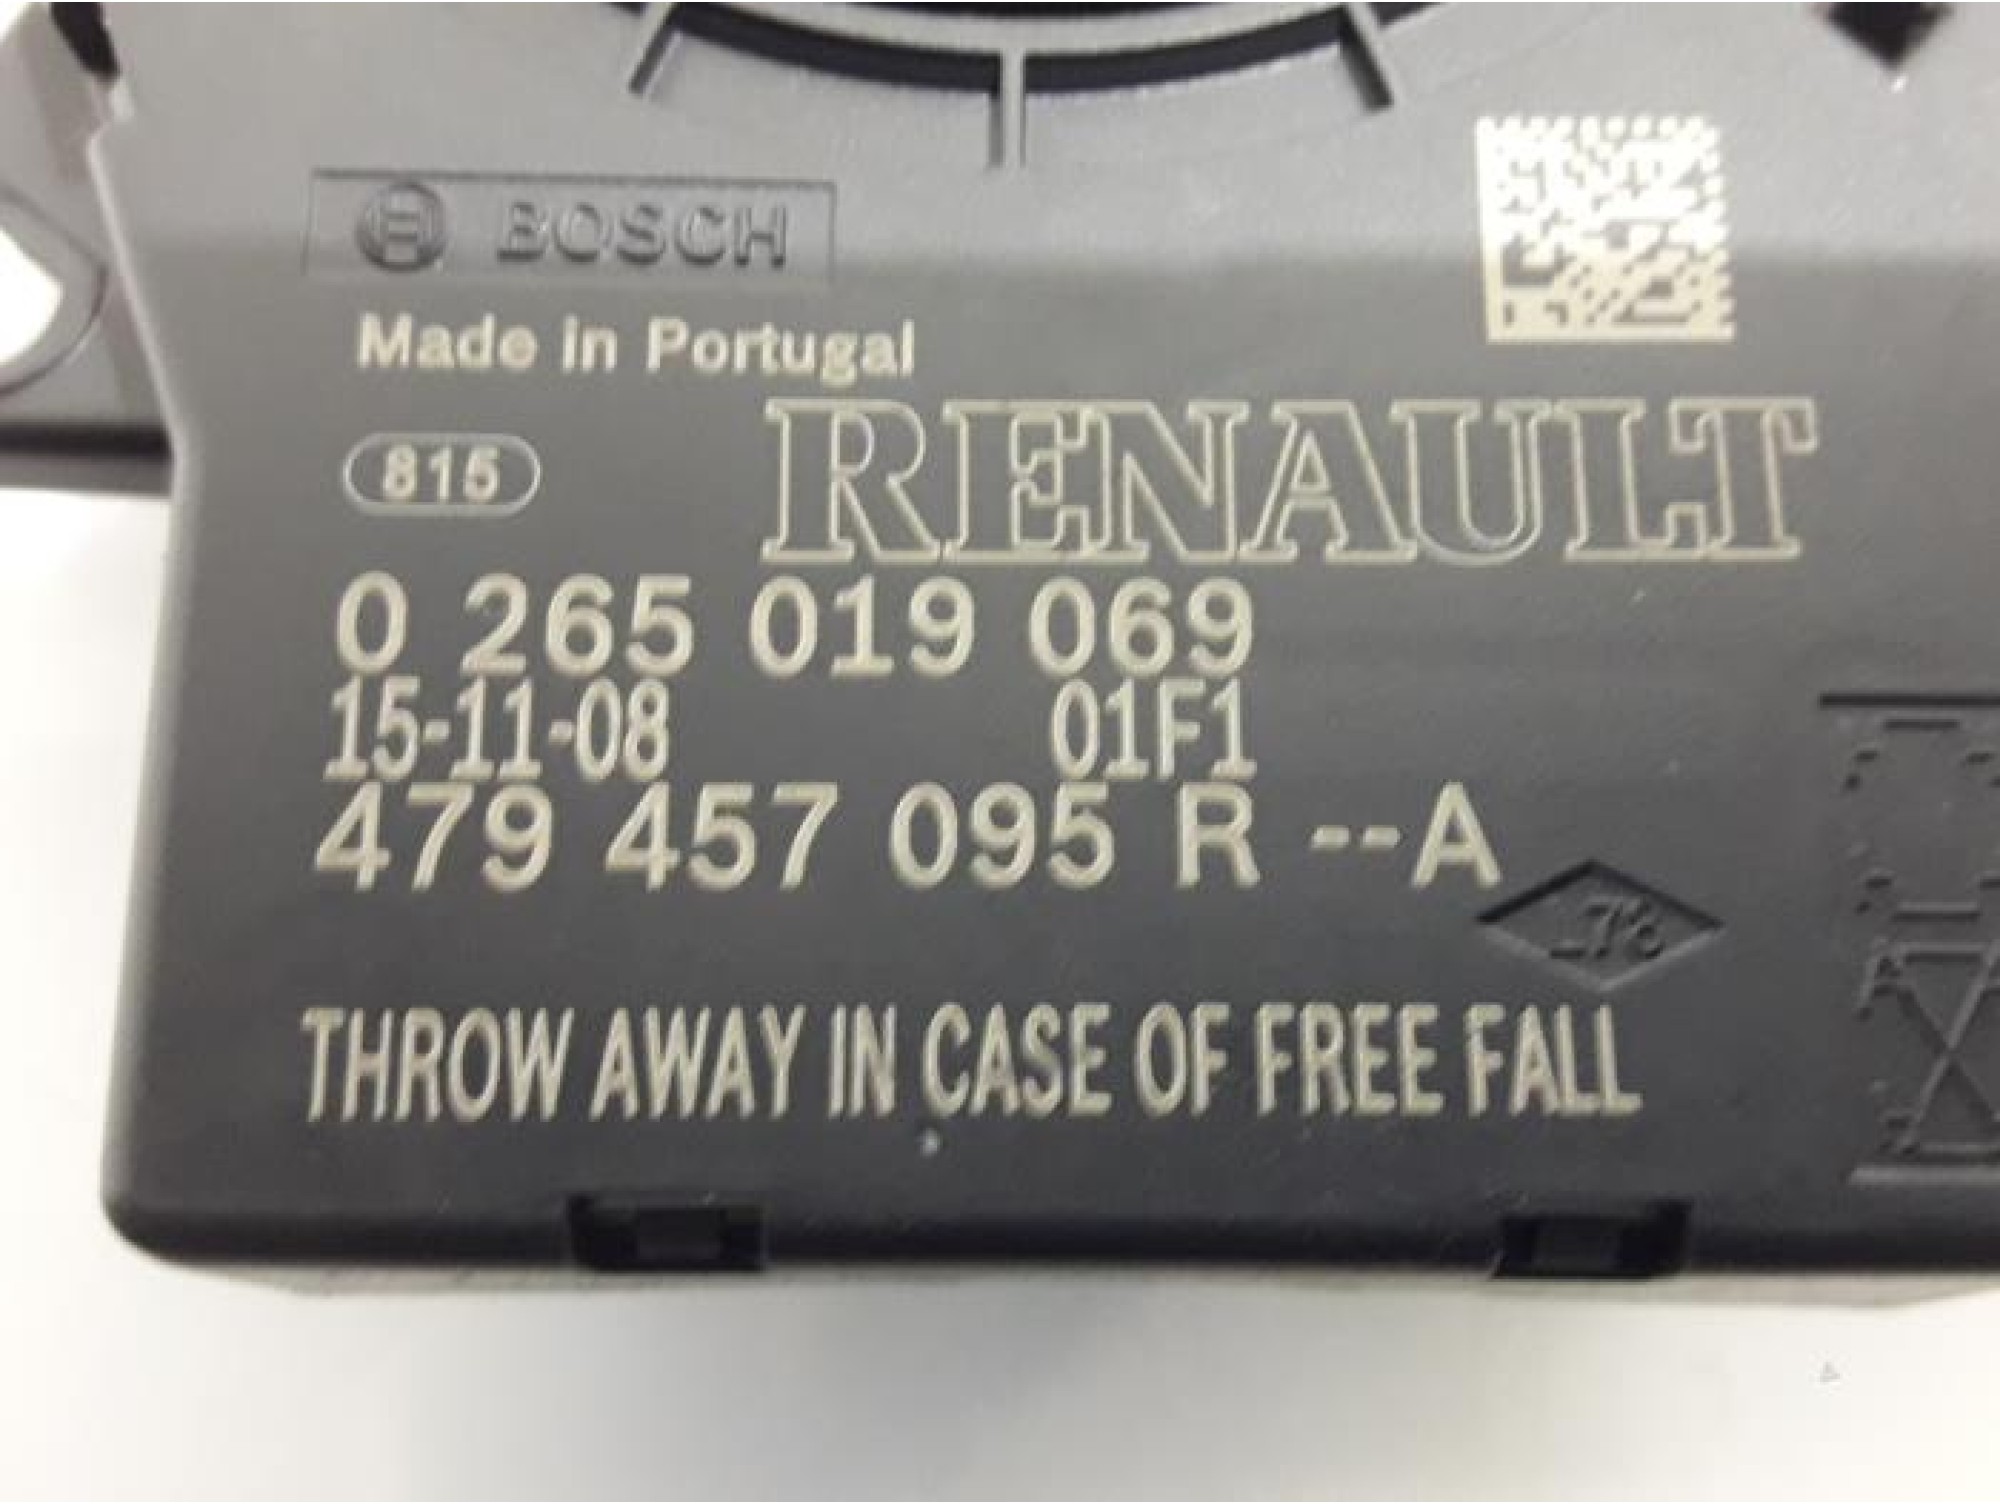 BOSCH
Made in Portugal
815
RENAULT
0 265 019 069
15-11-08 01F1
479 457 095 R --A
THROW AWAY IN CASE OF FREE FALL